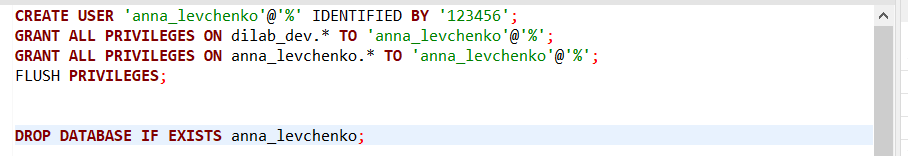 CREATE USER 'anna_levchenko'@'%' IDENTIFIED BY '123456';
GRANT ALL PRIVILEGES ON dilab_dev.* TO 'anna_levchenko'@'%';
GRANT ALL PRIVILEGES ON anna_levchenko.* TO 'anna_levchenko'@'%';
FLUSH PRIVILEGES;
DROP DATABASE IF EXISTS anna_levchenko;